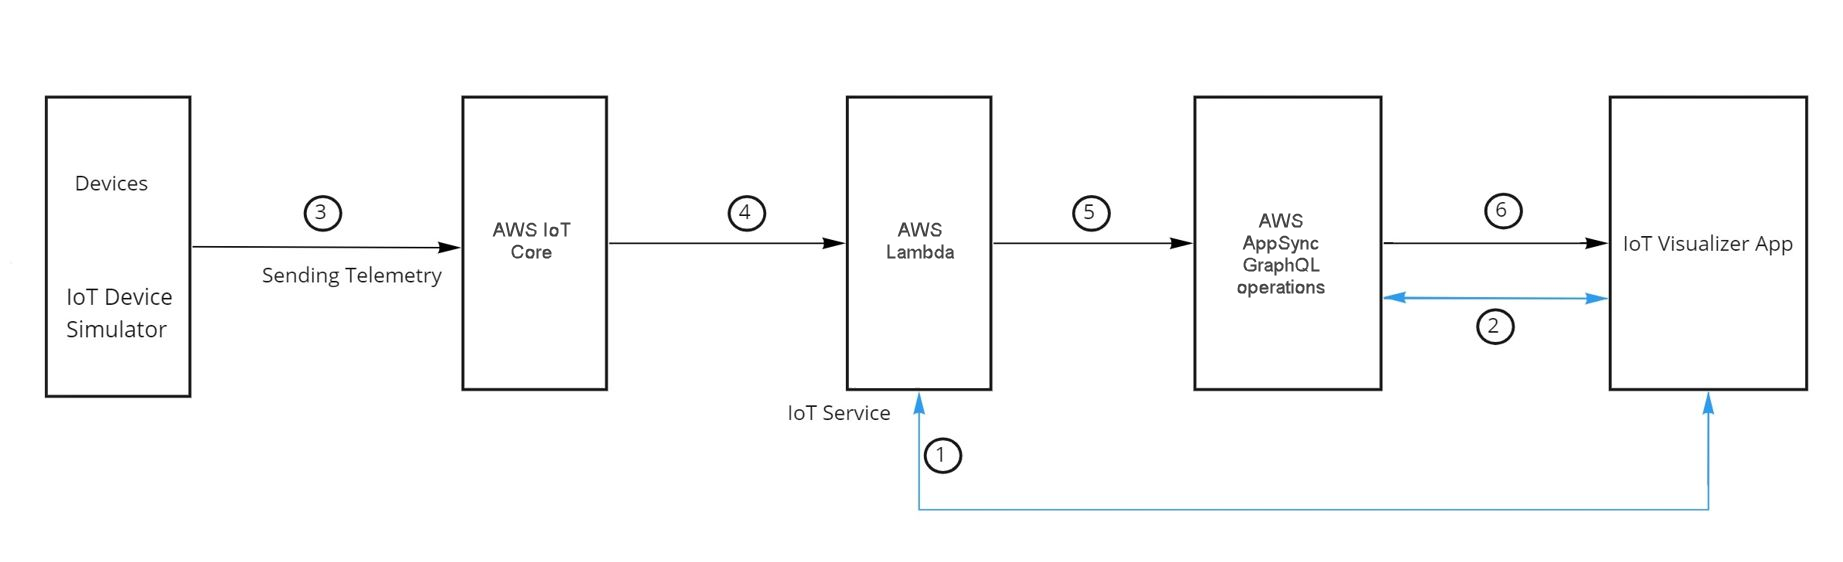 Devices
IoT Device
Simulator
3
Sending Telemetry
AWS IoT
Core
4
AWS
Lambda
IoT Service
1
5
AWS
AppSync
GraphQL
operations
6
2
IoT Visualizer App